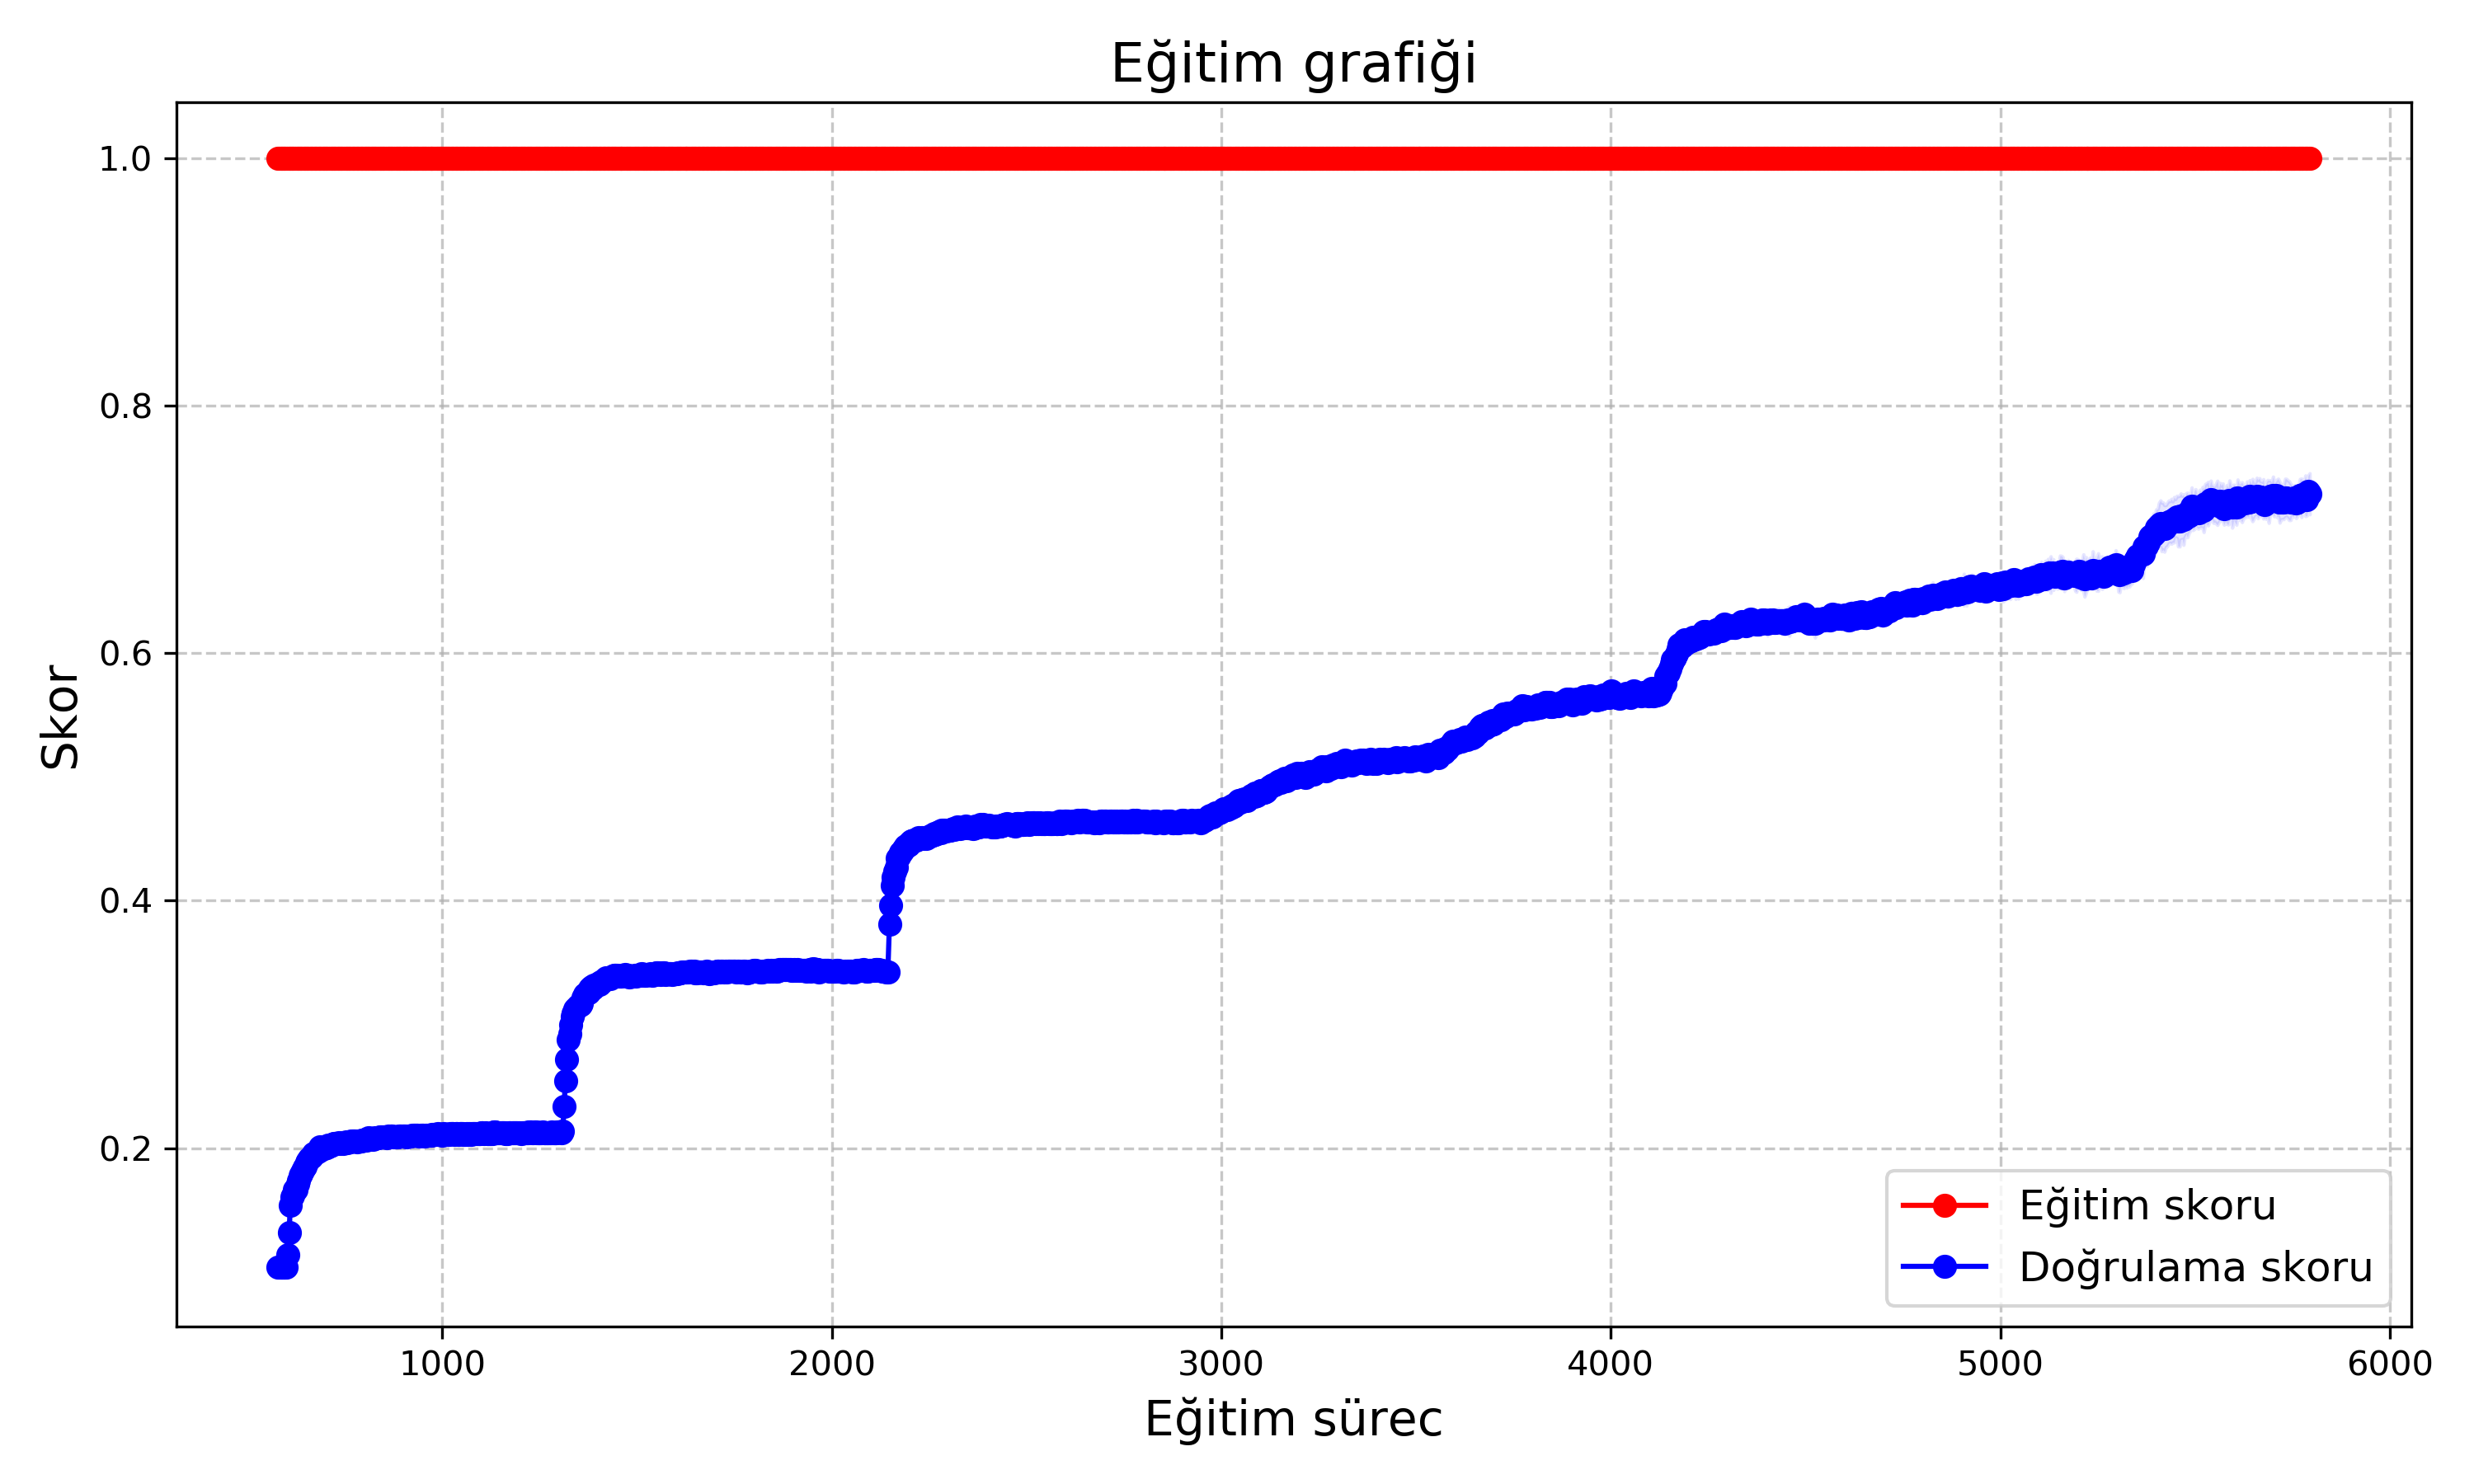 Eğitim grafiği
1.0
0.8
0.6
0.4
0.2
Skor
1000 2000 3000 4000 5000 6000
Eğitim sürec
Eğitim skoru
Doğrulama skoru